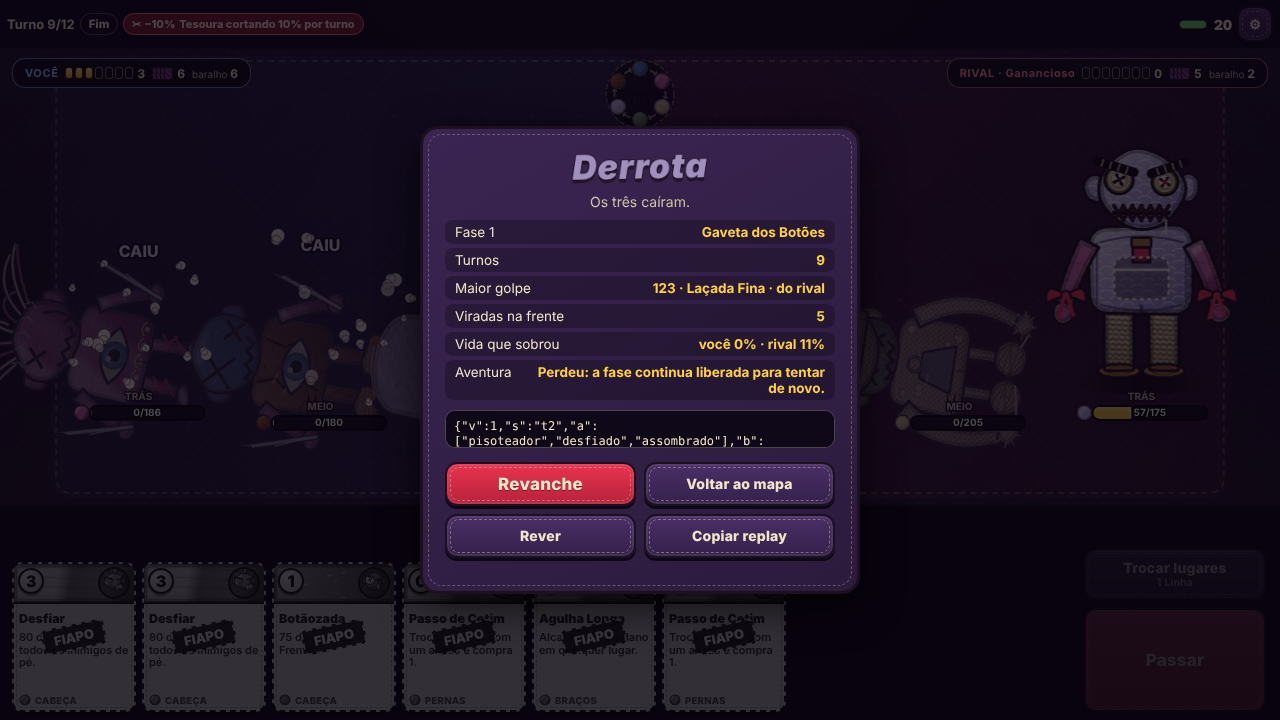 Turno 9/12
Fim
✂ −10% Tesoura cortando 10% por turno
20
VOCÊ 3 6 baralho 6
RIVAL · Ganancioso 0 5 baralho 2
CAIU
CAIU
Derrota
Os três caíram.
Fase 1 Gaveta dos Botões
Turnos 9
Maior golpe 123 · Laçada Fina · do rival
Viradas na frente 5
Vida que sobrou você 0% · rival 11%
Aventura Perdeu: a fase continua liberada para tentar
de novo.
{"v":1,"s":"t2","a":
["pisoteador","desfiado","assombrado"],"b":
Revanche
Voltar ao mapa
Rever
Copiar replay
TRÁS
0/186
MEIO
0/180
MEIO
0/205
TRÁS
57/175
3
Desfiar
FIAPO
pé.
CABEÇA
3
Desfiar
FIAPO
pé.
CABEÇA
1
Botãozada
FIAPO
CABEÇA
Passo de Cetim
FIAPO
1.
PERNAS
Agulha Longa
FIAPO
BRAÇOS
Passo de Cetim
FIAPO
1.
PERNAS
Trocar lugares
1 Linha
Passar